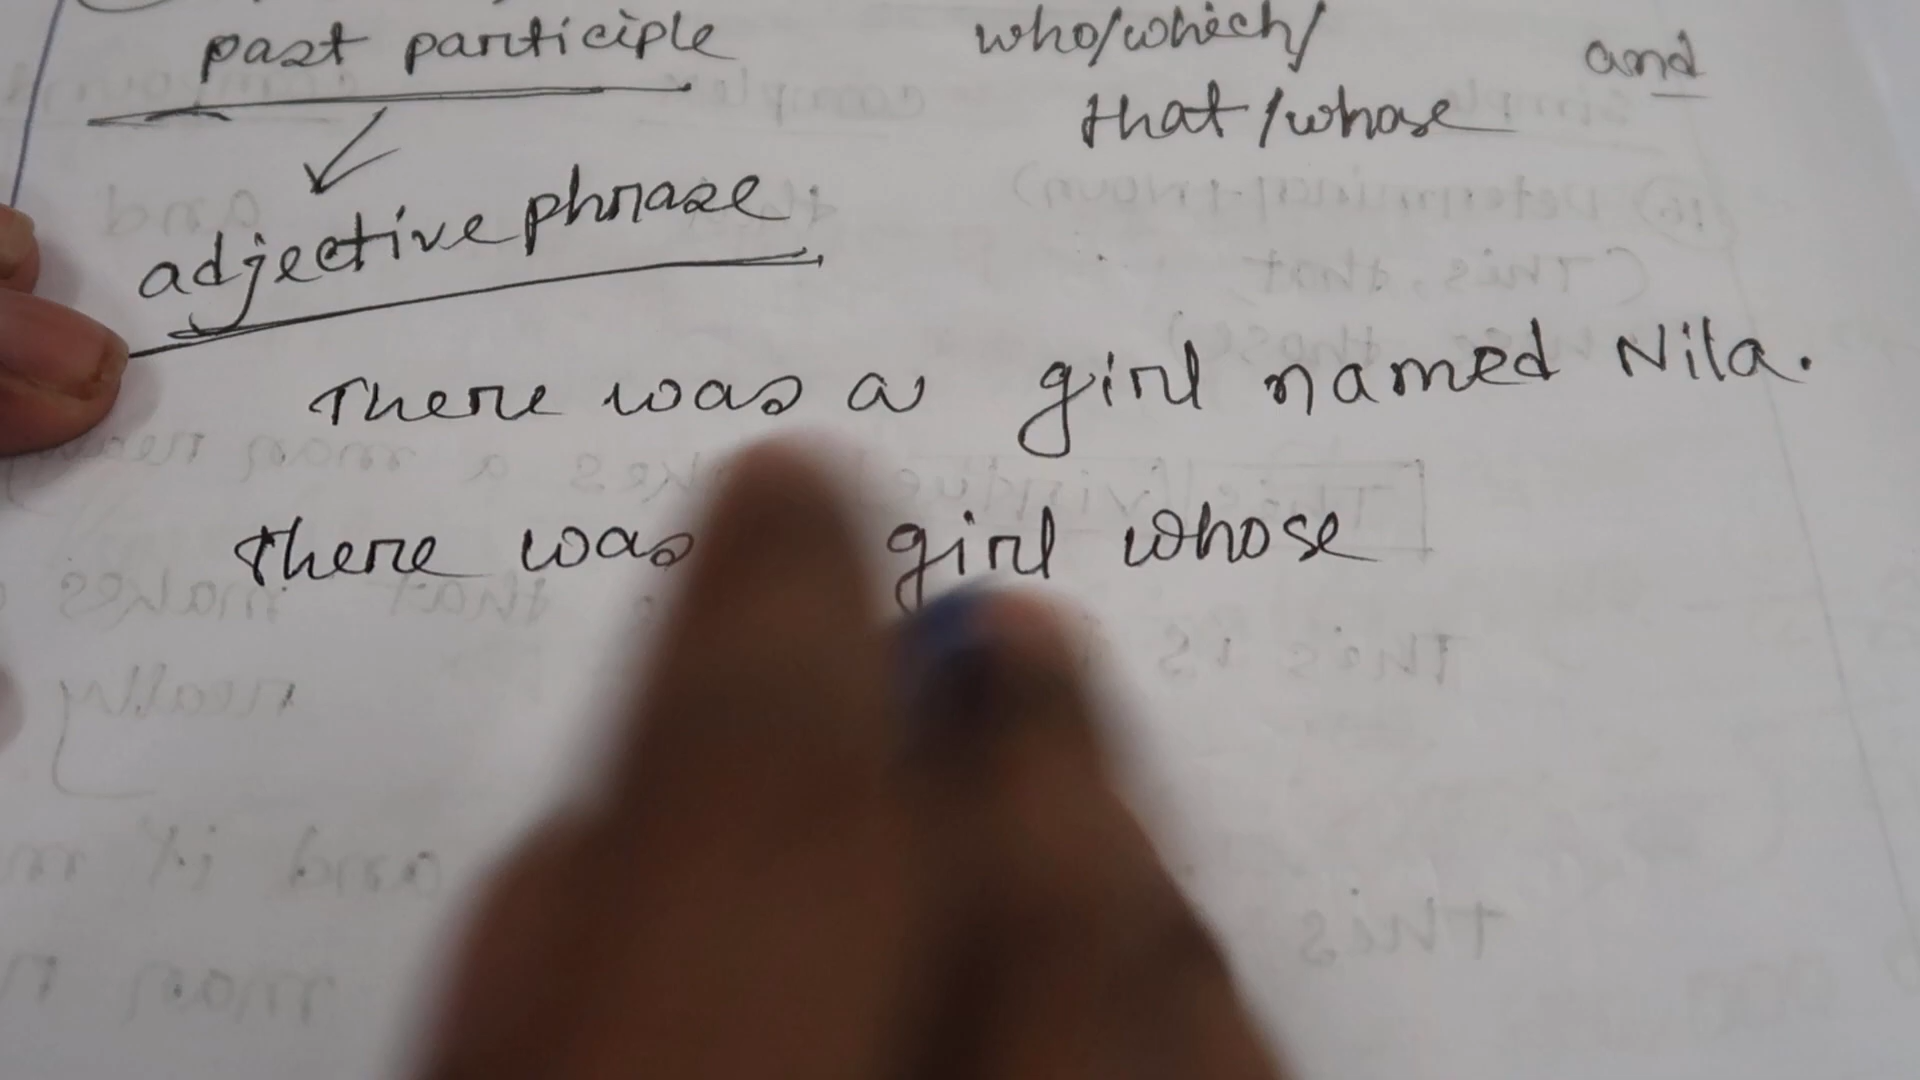 past participle who/which/ and
that/whose
adjective phrase.
There was a girl named Nila.
there was girl whose